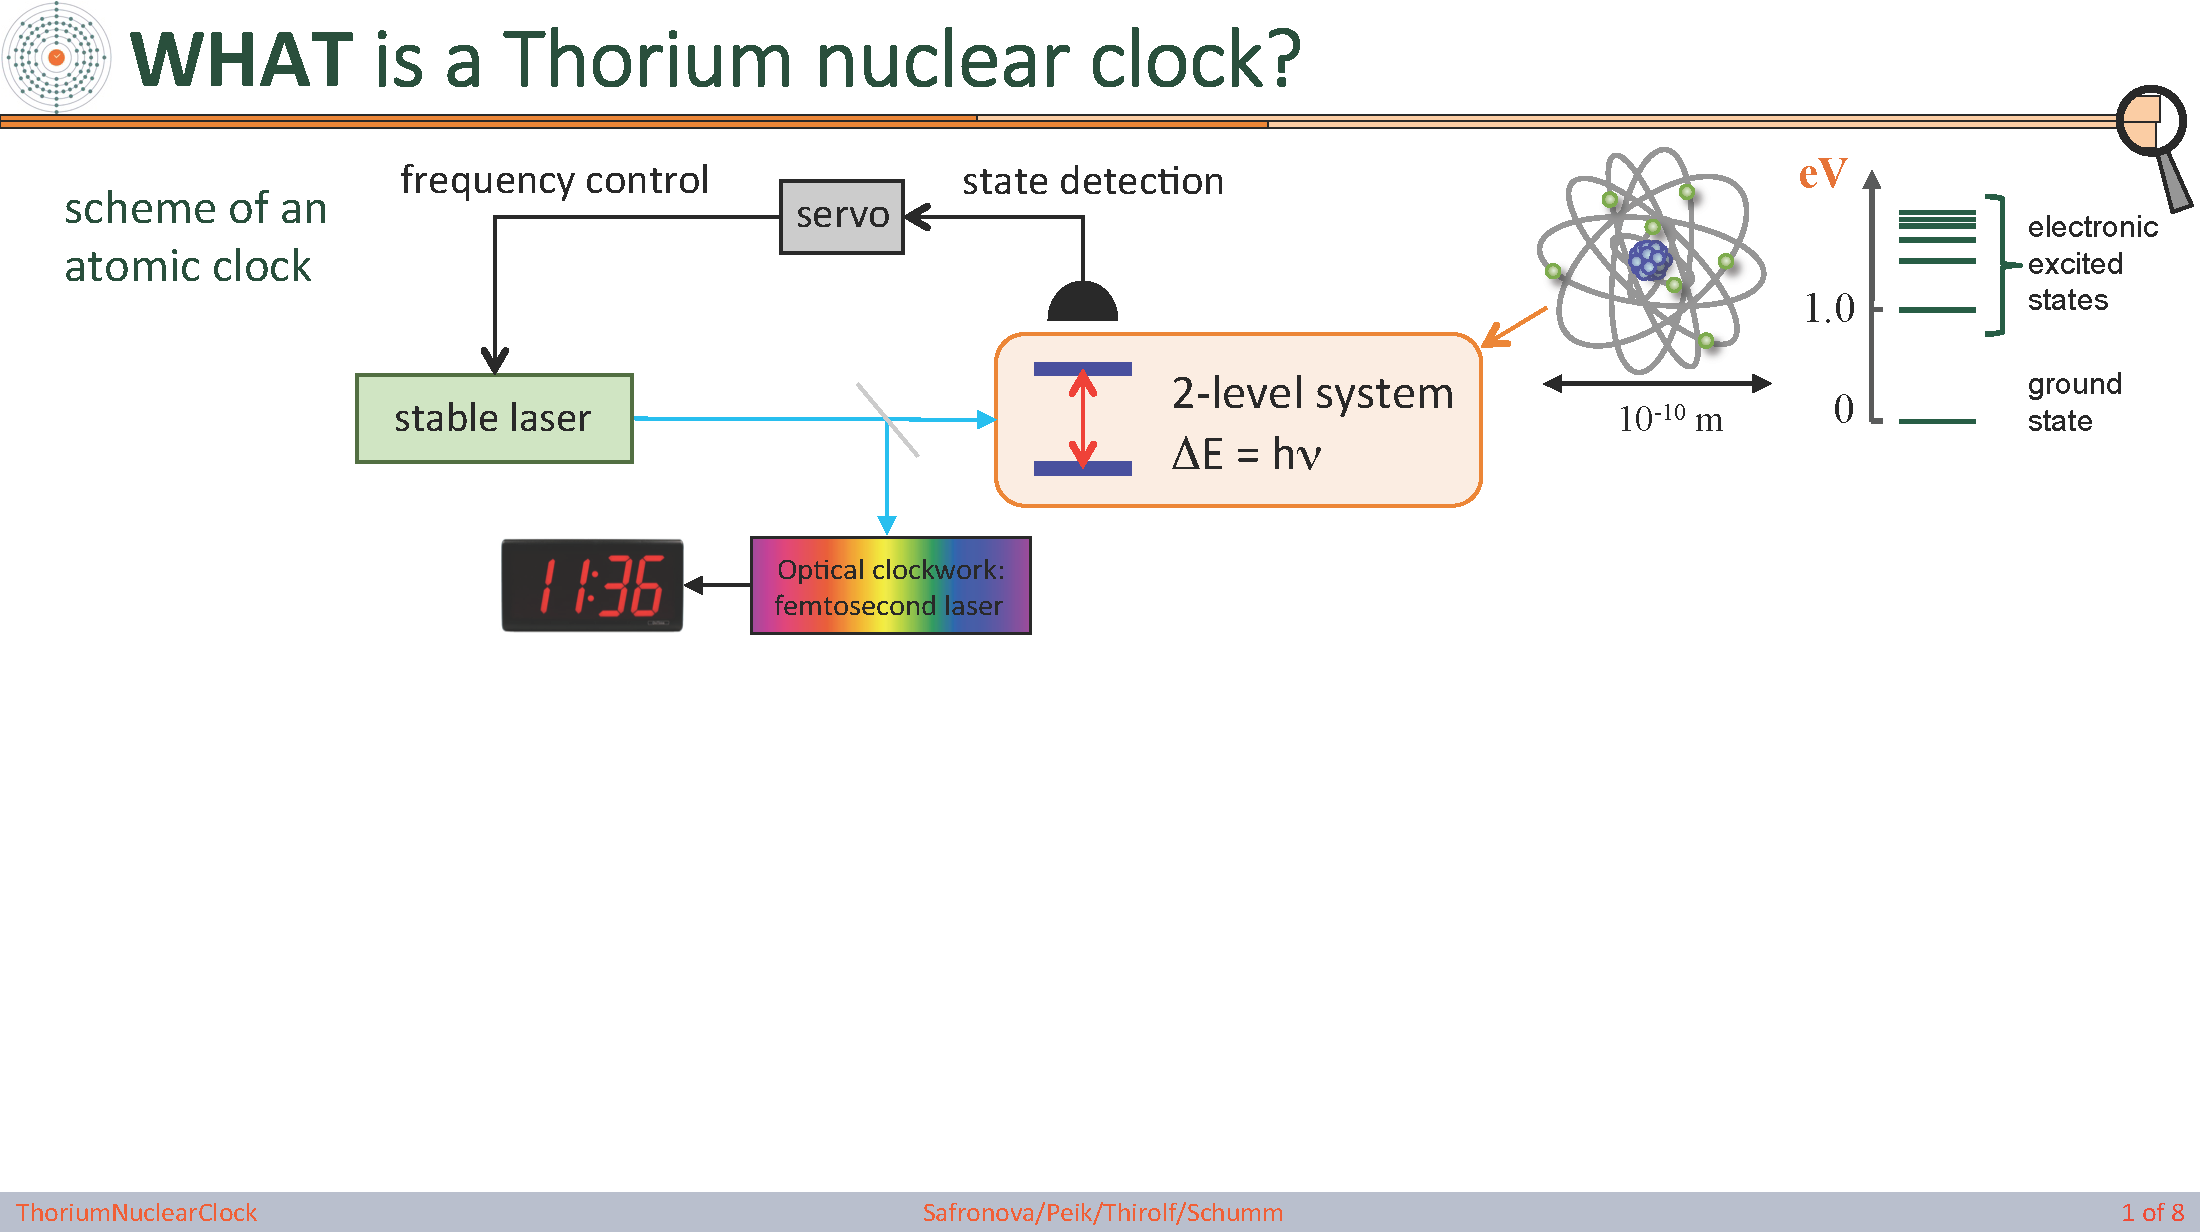 WHAT is a Thorium nuclear clock?
scheme of an
atomic clock
frequency control
servo
state detection
stable laser
2-level system
ΔE = hν
Optical clockwork:
femtosecond laser
11:36
10⁻¹⁰ m
eV
1.0
0
electronic
excited
states
ground
state
ThoriumNuclearClock
Safronova/Peik/Thirolf/Schumm
1 of 8